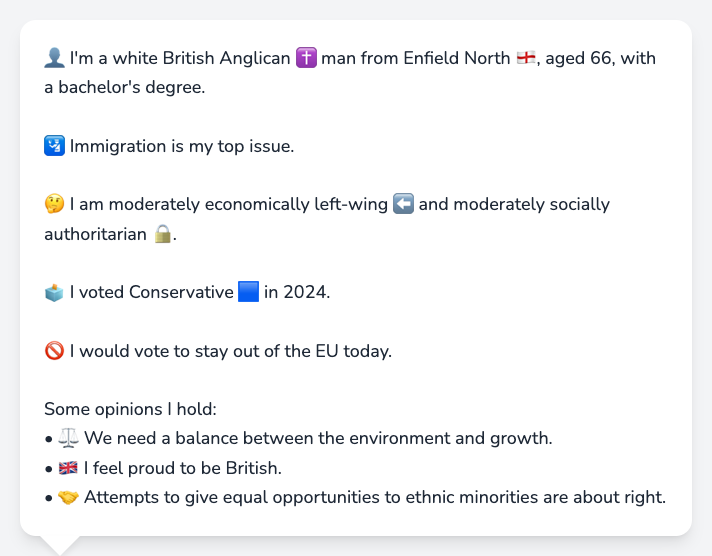 👤 I'm a white British Anglican ✝️ man from Enfield North 🏴󠁧󠁢󠁥󠁮󠁧󠁿, aged 66, with
a bachelor's degree.
🛂 Immigration is my top issue.
🤔 I am moderately economically left-wing ⬅️ and moderately socially
authoritarian 🔒.
🗳️ I voted Conservative 🟦 in 2024.
🚫 I would vote to stay out of the EU today.
Some opinions I hold:
• ⚖️ We need a balance between the environment and growth.
• 🇬🇧 I feel proud to be British.
• 🤝 Attempts to give equal opportunities to ethnic minorities are about right.